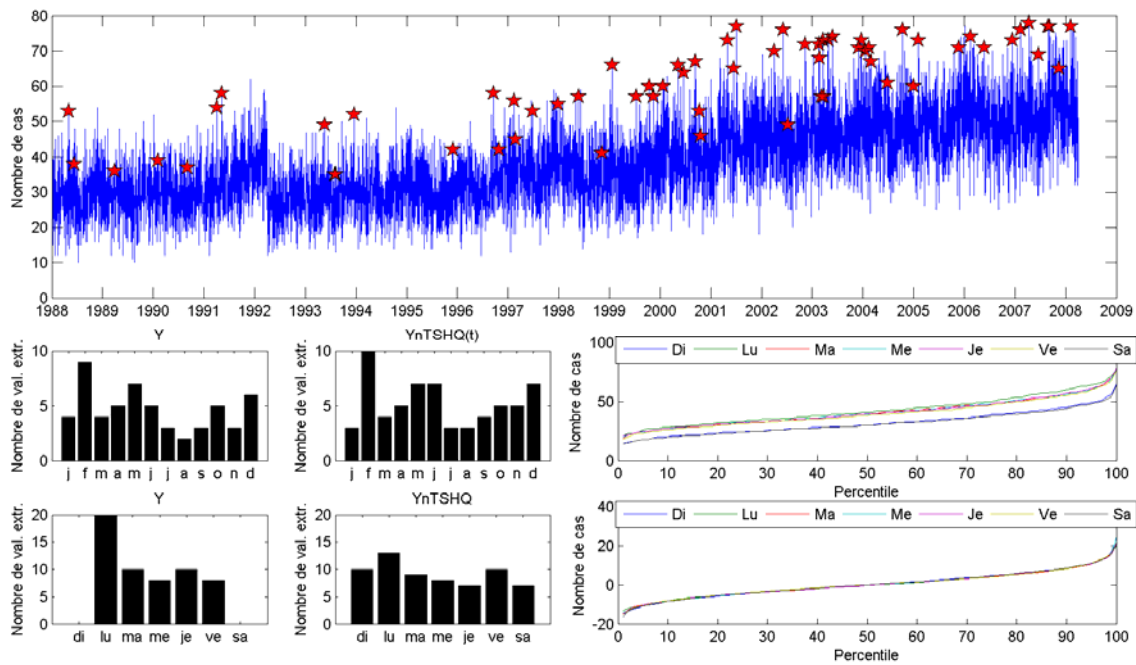 Nombre de cas
80
70
60
50
40
30
20
10
0
1988 1989 1990 1991 1992 1993 1994 1995 1996 1997 1998 1999 2000 2001 2002 2003 2004 2005 2006 2007 2008 2009
Y
Nombre de val. extr.
10
5
0
j f m a m j j a s o n d
YnTSHQ(t)
Nombre de val. extr.
10
5
0
j f m a m j j a s o n d
Nombre de cas
100
50
0
Di Lu Ma Me Je Ve Sa
0 10 20 30 40 50 60 70 80 90 100
Percentile
Y
Nombre de val. extr.
20
15
10
5
0
di lu ma me je ve sa
YnTSHQ
Nombre de val. extr.
20
15
10
5
0
di lu ma me je ve sa
Nombre de cas
40
20
0
-20
Di Lu Ma Me Je Ve Sa
0 10 20 30 40 50 60 70 80 90 100
Percentile